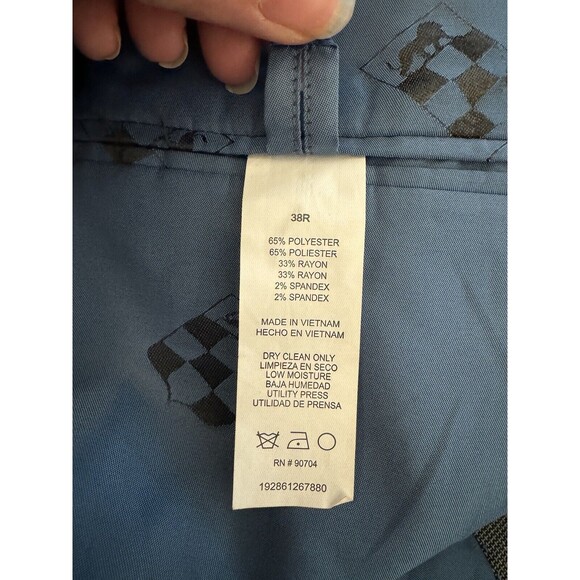 38R
65% POLYESTER
65% POLIESTER
33% RAYON
33% RAYON
2% SPANDEX
2% SPANDEX
MADE IN VIETNAM
HECHO EN VIETNAM
DRY CLEAN ONLY
LIMPIEZA EN SECO
LOW MOISTURE
BAJA HUMEDAD
UTILITY PRESS
UTILIDAD DE PRENSA
RN # 90704
192861267880